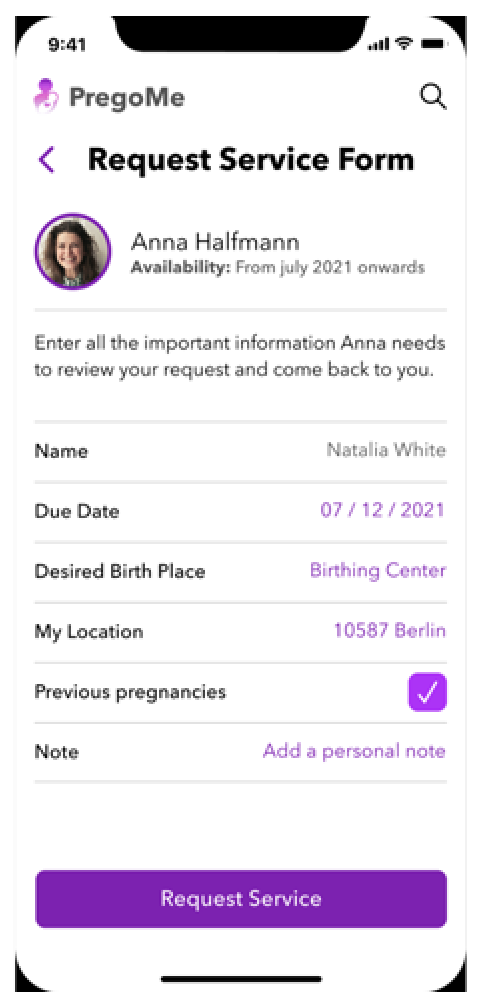 9:41
PregoMe
Request Service Form
Anna Halfmann
Availability: From july 2021 onwards
Enter all the important information Anna needs
to review your request and come back to you.
Name Natalia White
Due Date 07 / 12 / 2021
Desired Birth Place Birthing Center
My Location 10587 Berlin
Previous pregnancies
Note Add a personal note
Request Service